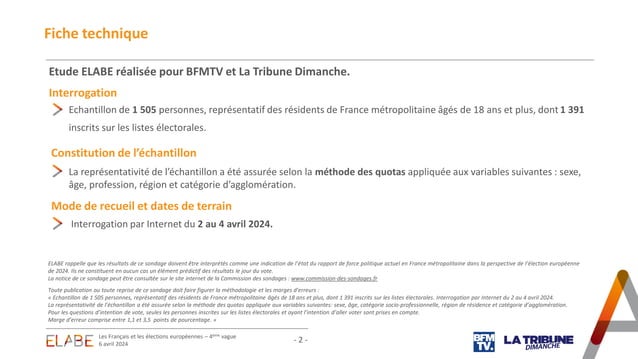 Fiche technique
Etude ELABE réalisée pour BFMTV et La Tribune Dimanche.
Interrogation
Echantillon de 1 505 personnes, représentatif des résidents de France métropolitaine âgés de 18 ans et plus, dont 1 391
inscrits sur les listes électorales.
Constitution de l'échantillon
La représentativité de l'échantillon a été assurée selon la méthode des quotas appliquée aux variables suivantes : sexe,
âge, profession, région et catégorie d'agglomération.
Mode de recueil et dates de terrain
Interrogation par Internet du 2 au 4 avril 2024.
ELABE rappelle que les résultats de ce sondage doivent être interprétés comme une indication de l'état du rapport de force politique actuel en France métropolitaine dans la perspective de l'élection européenne
de 2024. Ils ne constituent en aucun cas un élément prédictif des résultats le jour du vote.
La notice de ce sondage peut être consultée sur le site internet de la Commission des sondages : www.commission-des-sondages.fr
Toute publication ou toute reprise de ce sondage doit faire figurer la méthodologie et les marges d'erreurs :
« Echantillon de 1 505 personnes, représentatif des résidents de France métropolitaine âgés de 18 ans et plus, dont 1 391 inscrits sur les listes électorales. Interrogation par Internet du 2 au 4 avril 2024.
La représentativité de l'échantillon a été assurée selon la méthode des quotas appliquée aux variables suivantes: sexe, âge, catégorie socio-professionnelle, région de résidence et catégorie d'agglomération.
Pour les questions d'intention de vote, seules les personnes inscrites sur les listes électorales et ayant l'intention d'aller voter sont prises en compte.
Marge d'erreur comprise entre 1,1 et 3,5 points de pourcentage. »
ELABE
Les Français et les élections européennes – 4ème vague
6 avril 2024
- 2 -
BFM
TV.
LA TRIBUNE
DIMANCHE